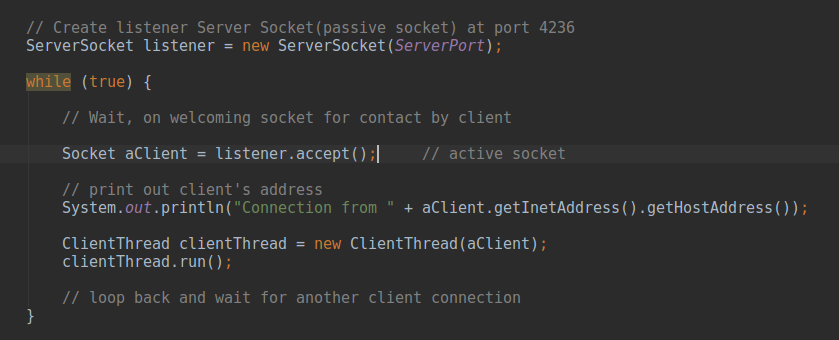 // Create listener Server Socket(passive socket) at port 4236
ServerSocket listener = new ServerSocket(ServerPort);
while (true) {
// Wait, on welcoming socket for contact by client
Socket aClient = listener.accept();     // active socket
// print out client's address
System.out.println("Connection from " + aClient.getInetAddress().getHostAddress());
ClientThread clientThread = new ClientThread(aClient);
clientThread.run();
// loop back and wait for another client connection
}